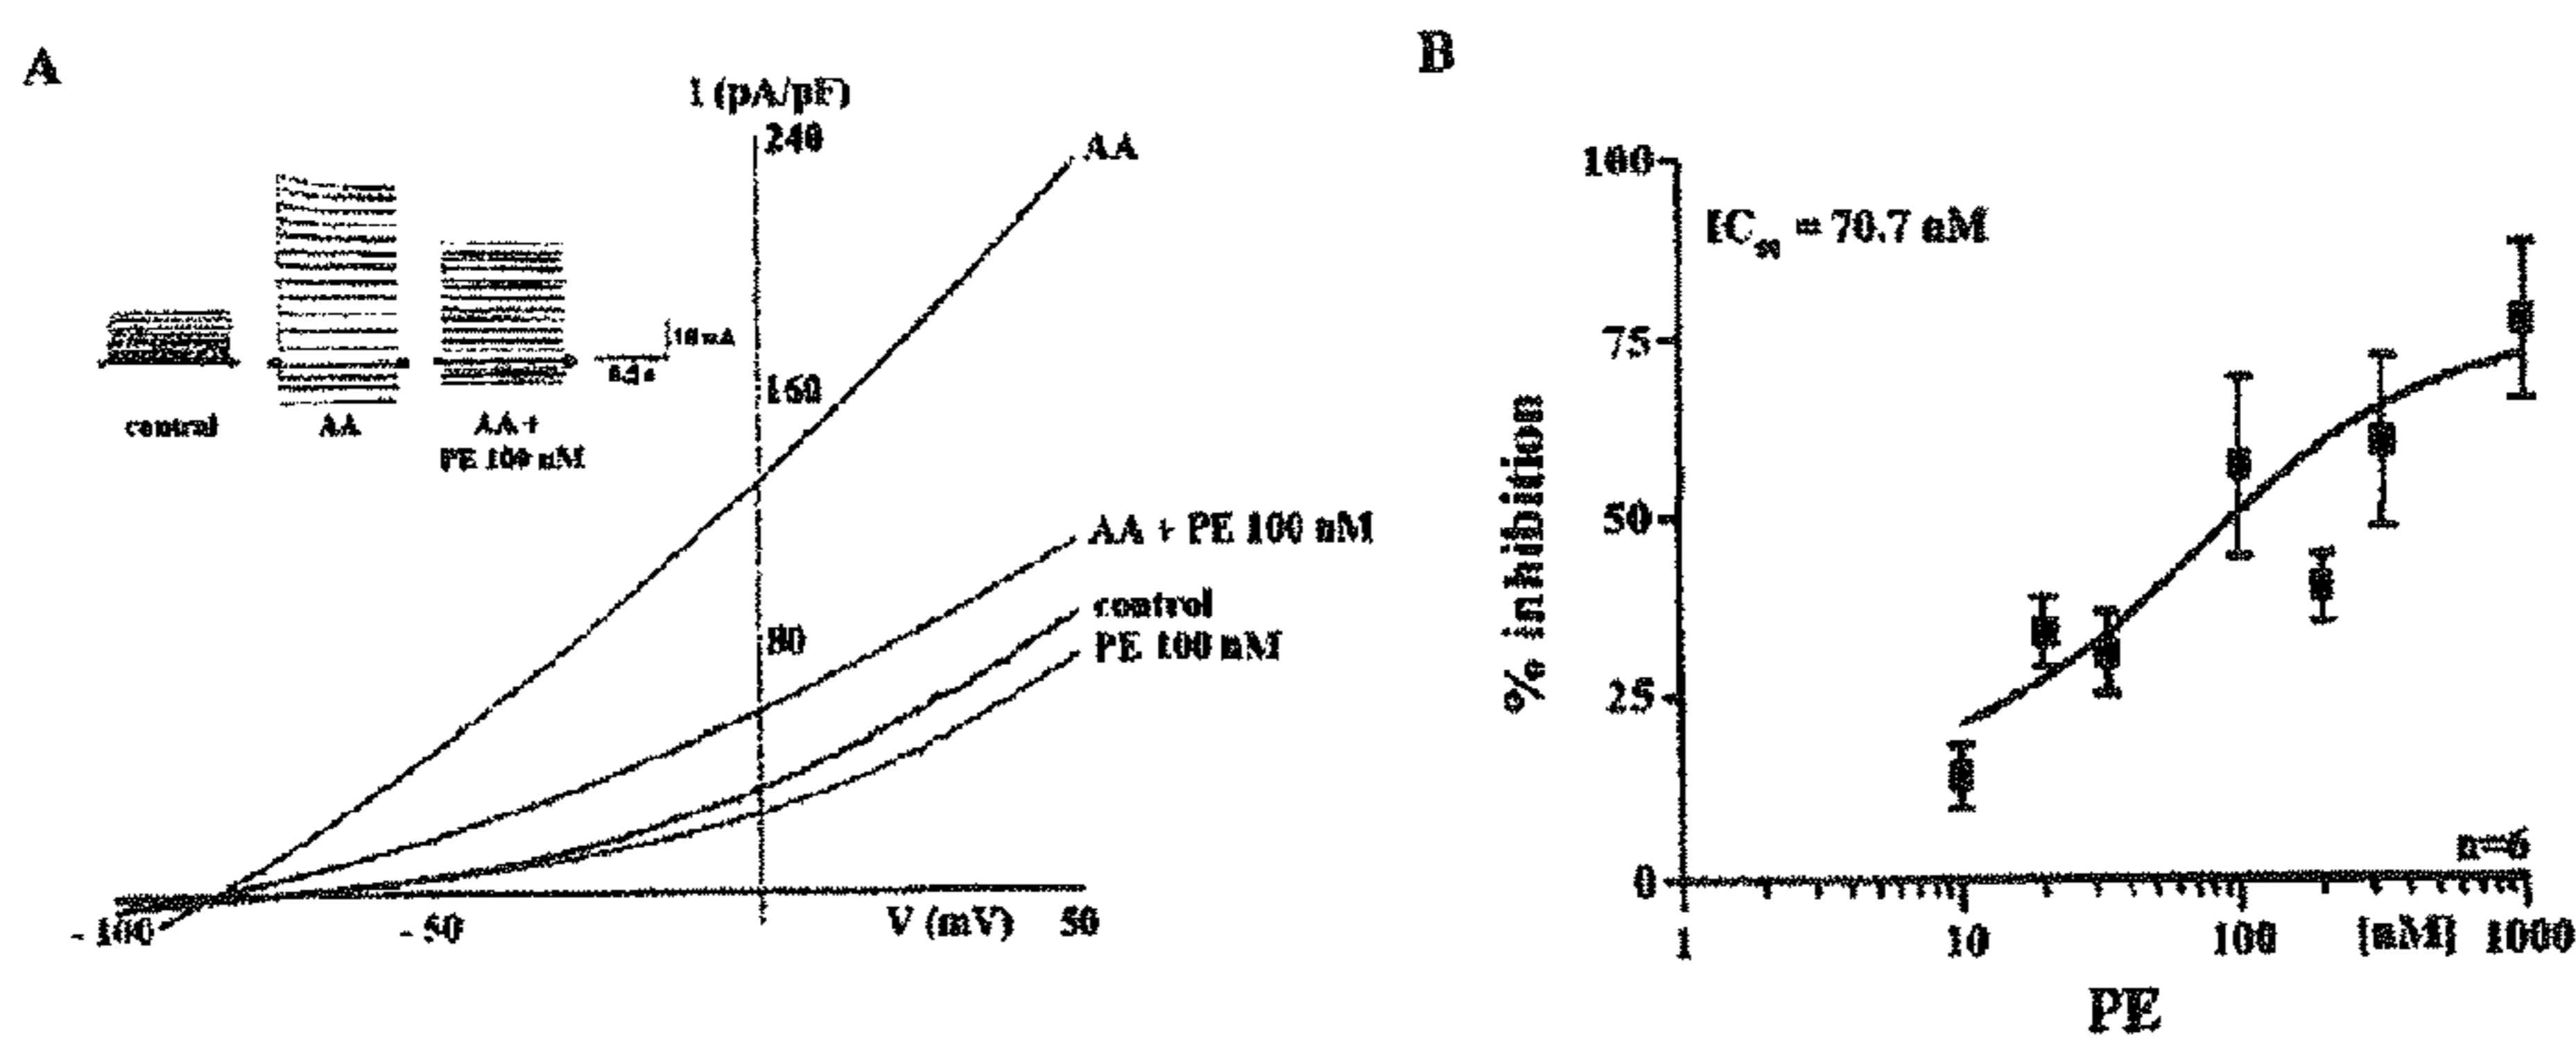 A
I (pA/pF)
240
AA
160
control
AA
AA +
PE 100 nM
AA + PE 100 nM
control
80
PE 100 nM
- 100
- 50
V (mV)
50
B
100
IC50 = 70.7 nM
75
50
25
0
% inhibition
n=6
1
10
100
[nM]
1000
PE